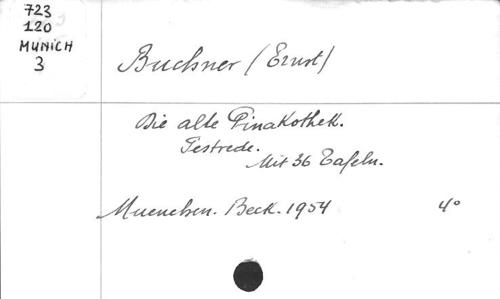 723
120
MUNICH
3
Buchner (Ernst)
Die alte Pinakothek.
Festrede.
Mit 36 Tafeln.
Muenchen. Beck. 1954 4°